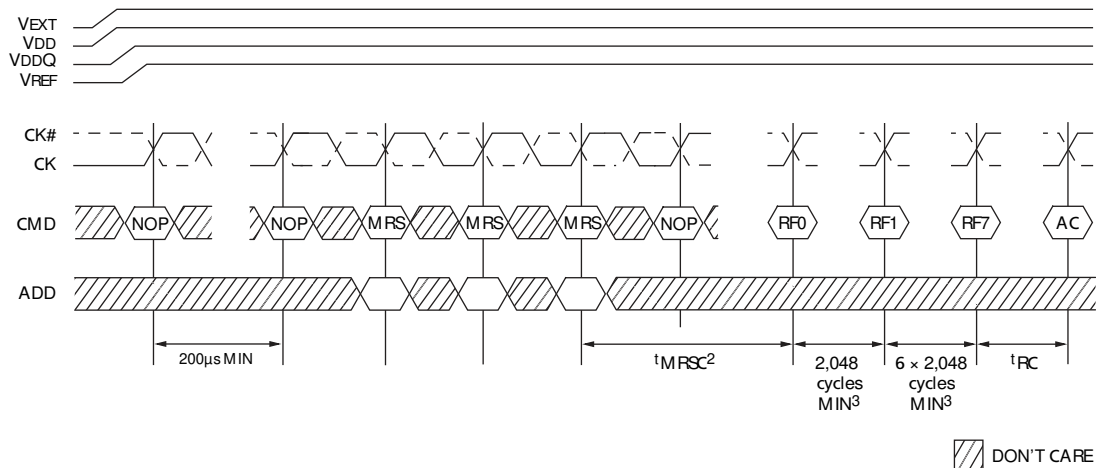 VEXT
VDD
VDDQ
VREF
CK#
CK
CMD NOP NOP MRS MRS MRS NOP RF0 RF1 RF7 AC
ADD
200µs MIN
tMRSC2
2,048
cycles
MIN3
6 × 2,048
cycles
MIN3
tRC
DON'T CARE